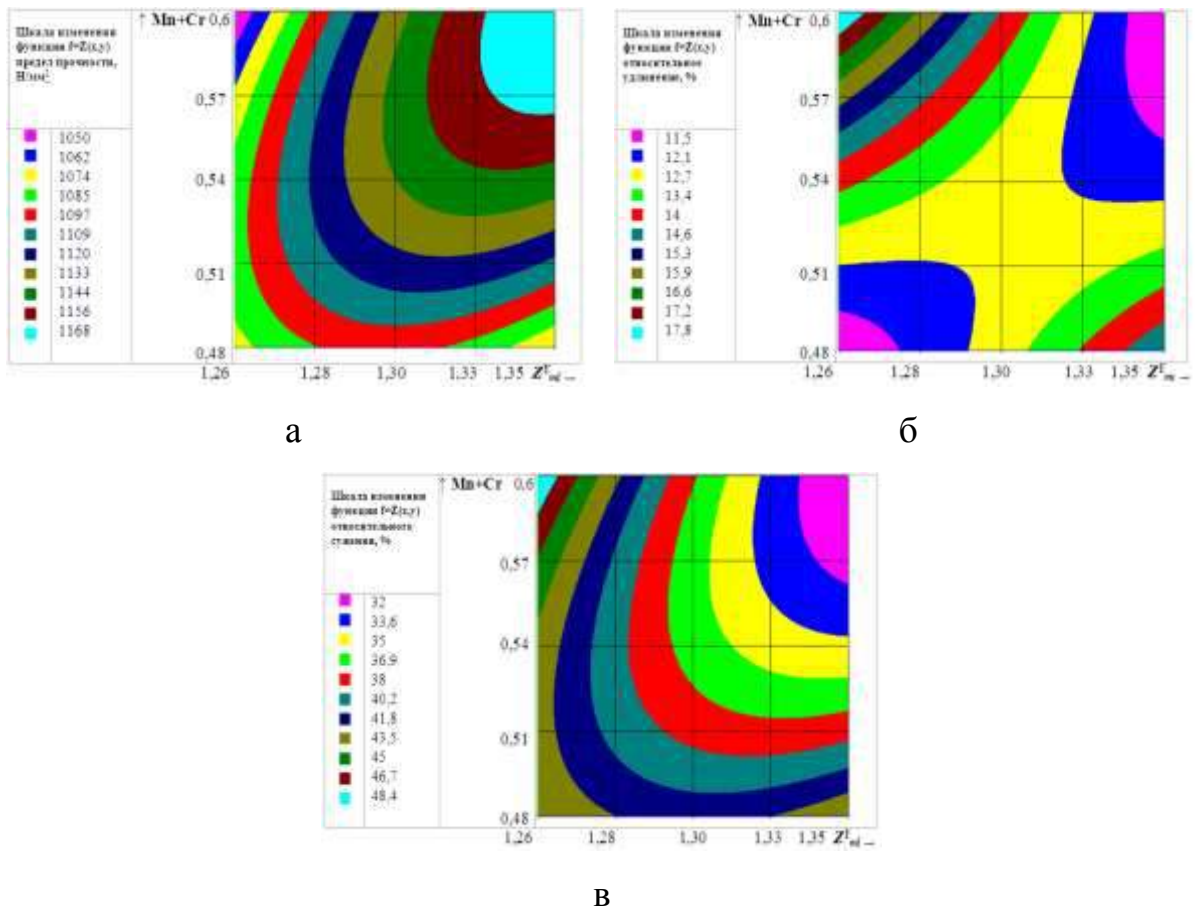 Шкала изменения
функции f=Z(x,y)
предел прочности,
Н/мм²
1050
1062
1074
1085
1097
1109
1120
1133
1144
1156
1168
↑ Mn+Cr 0,6
0,57
0,54
0,51
0,48
1,26 1,28 1,30 1,33 1,35
а
Шкала изменения
функции f=Z(x,y)
относительное
удлинение, %
11,5
12,1
12,7
13,4
14
14,6
15,3
15,9
16,6
17,2
17,8
↑ Mn+Cr 0,6
0,57
0,54
0,51
0,48
1,26 1,28 1,30 1,33 1,35
б
Шкала изменения
функции f=Z(x,y)
относительного
сужения, %
32
33,6
35
36,9
38
40,2
41,8
43,5
45
46,7
48,4
↑ Mn+Cr 0,6
0,57
0,54
0,51
0,48
1,26 1,28 1,30 1,33 1,35
в